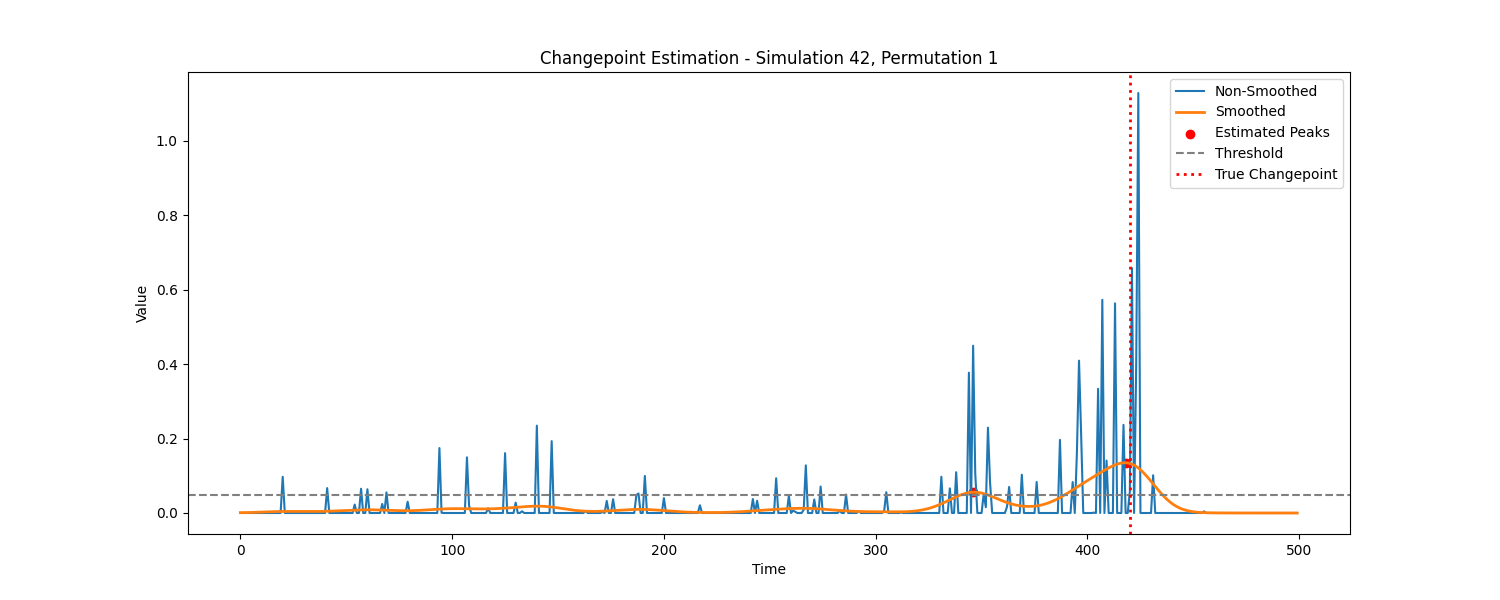 Changepoint Estimation - Simulation 42, Permutation 1
Non-Smoothed
Smoothed
Estimated Peaks
Threshold
True Changepoint
Value
1.0
0.8
0.6
0.4
0.2
0.0
0 100 200 300 400 500
Time